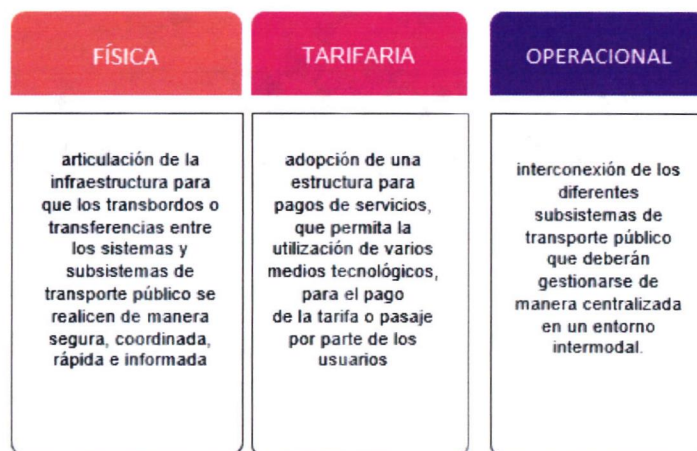 FÍSICA
articulación de la
infraestructura para
que los transbordos o
transferencias entre
los sistemas y
subsistemas de
transporte público se
realicen de manera
segura, coordinada,
rápida e informada
TARIFARIA
adopción de una
estructura para
pagos de servicios,
que permita la
utilización de varios
medios tecnológicos,
para el pago
de la tarifa o pasaje
por parte de los
usuarios
OPERACIONAL
interconexión de los
diferentes
subsistemas de
transporte público
que deberán
gestionarse de
manera centralizada
en un entorno
intermodal.